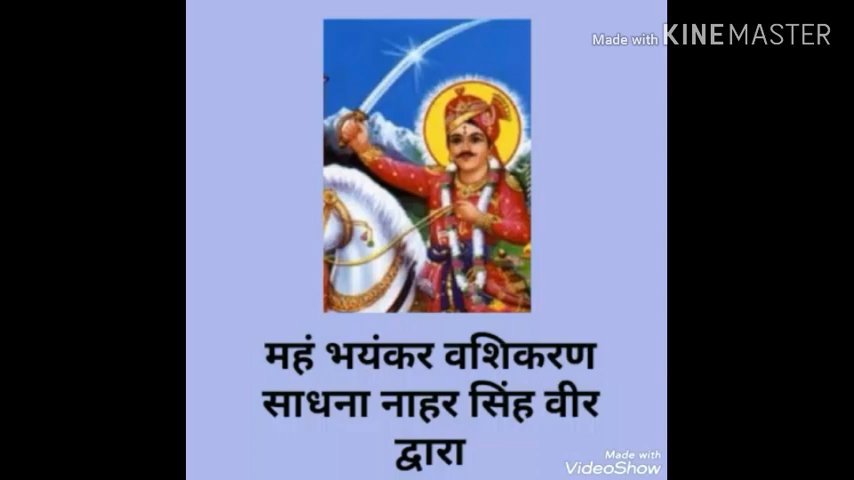 Made with KINEMASTER
महं भयंकर वशिकरण
साधना नाहर सिंह वीर
द्वारा
Made with
VideoShow